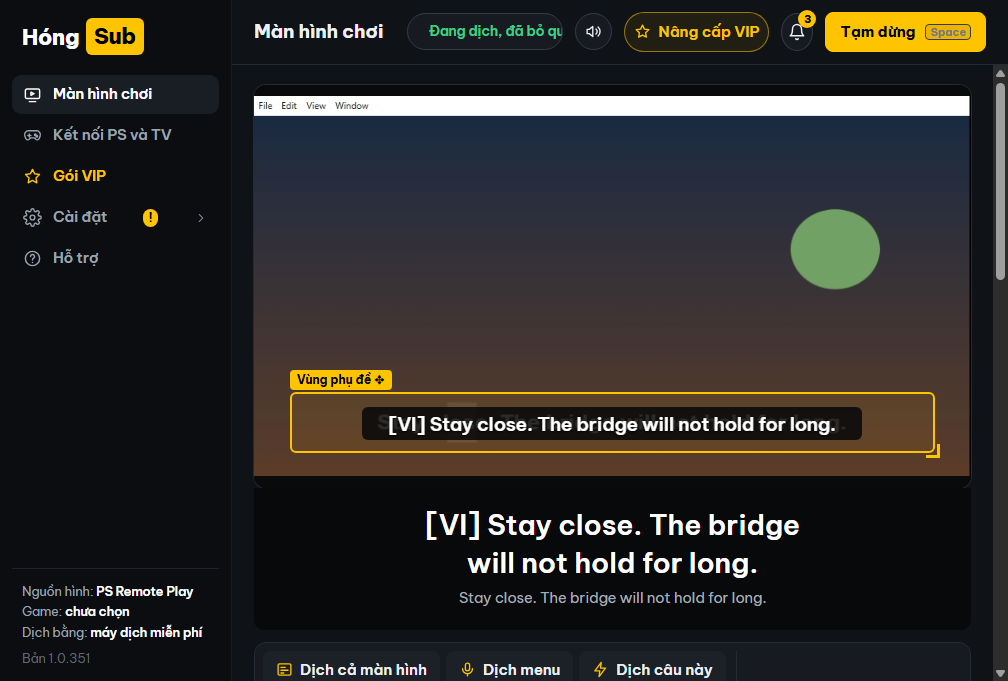 Hóng Sub
Màn hình chơi
Kết nối PS và TV
Gói VIP
Cài đặt !
Hỗ trợ
Nguồn hình: PS Remote Play
Game: chưa chọn
Dịch bằng: máy dịch miễn phí
Bản 1.0.351
Màn hình chơi
Đang dịch, đã bỏ qu
Nâng cấp VIP
3
Tạm dừng Space
File Edit View Window
Vùng phụ đề
[VI] Stay close. The bridge will not hold for long.
[VI] Stay close. The bridge
will not hold for long.
Stay close. The bridge will not hold for long.
Dịch cả màn hình
Dịch menu
Dịch câu này